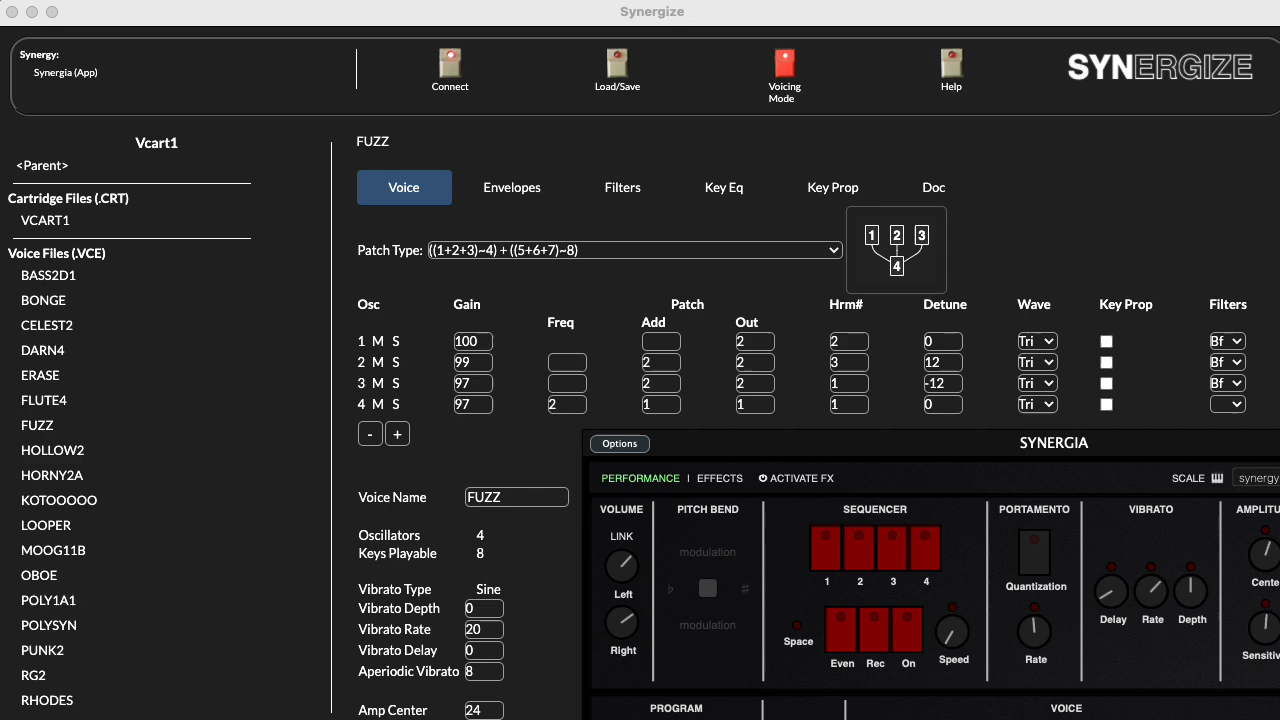 Synergize
Synergy:
Synergia (App)
Connect
Load/Save
Voicing
Mode
Help
SYNERGIZE
Vcart1
<Parent>
Cartridge Files (.CRT)
VCART1
Voice Files (.VCE)
BASS2D1
BONGE
CELEST2
DARN4
ERASE
FLUTE4
FUZZ
HOLLOW2
HORNY2A
KOTOOOOO
LOOPER
MOOG11B
OBOE
POLY1A1
POLYSYN
PUNK2
RG2
RHODES
FUZZ
Voice Envelopes Filters Key Eq Key Prop Doc
Patch Type: ((1+2+3)~4) + ((5+6+7)~8)
1 2 3
4
Osc Gain Patch Hrm# Detune Wave Key Prop Filters
Freq Add Out
1 M S 100 2 2 0 Tri Bf
2 M S 99 2 2 3 12 Tri Bf
3 M S 97 2 2 1 -12 Tri Bf
4 M S 97 2 1 1 1 0 Tri
- +
Voice Name FUZZ
Oscillators 4
Keys Playable 8
Vibrato Type Sine
Vibrato Depth 0
Vibrato Rate 20
Vibrato Delay 0
Aperiodic Vibrato 8
Amp Center 24
Options SYNERGIA
PERFORMANCE | EFFECTS ACTIVATE FX SCALE synergy
VOLUME PITCH BEND SEQUENCER PORTAMENTO VIBRATO AMPLITU
LINK
modulation
1 2 3 4
Quantization
Left
♭ #
Cente
Delay Rate Depth
modulation
Space
Right
Even Rec On Speed
Rate
Sensitiv
PROGRAM VOICE